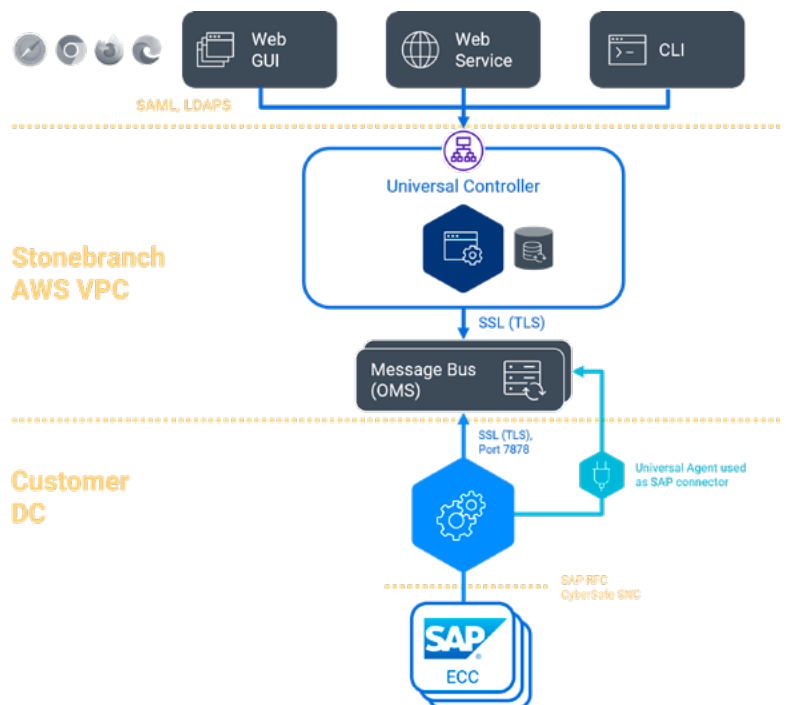 Web
GUI
Web
Service
CLI
SAML, LDAPS
Universal Controller
Stonebranch
AWS VPC
SSL (TLS)
Message Bus
(OMS)
SSL (TLS),
Port 7878
Customer
DC
Universal Agent used
as SAP connector
SAP RFC
CyberSafe SNC
SAP
ECC